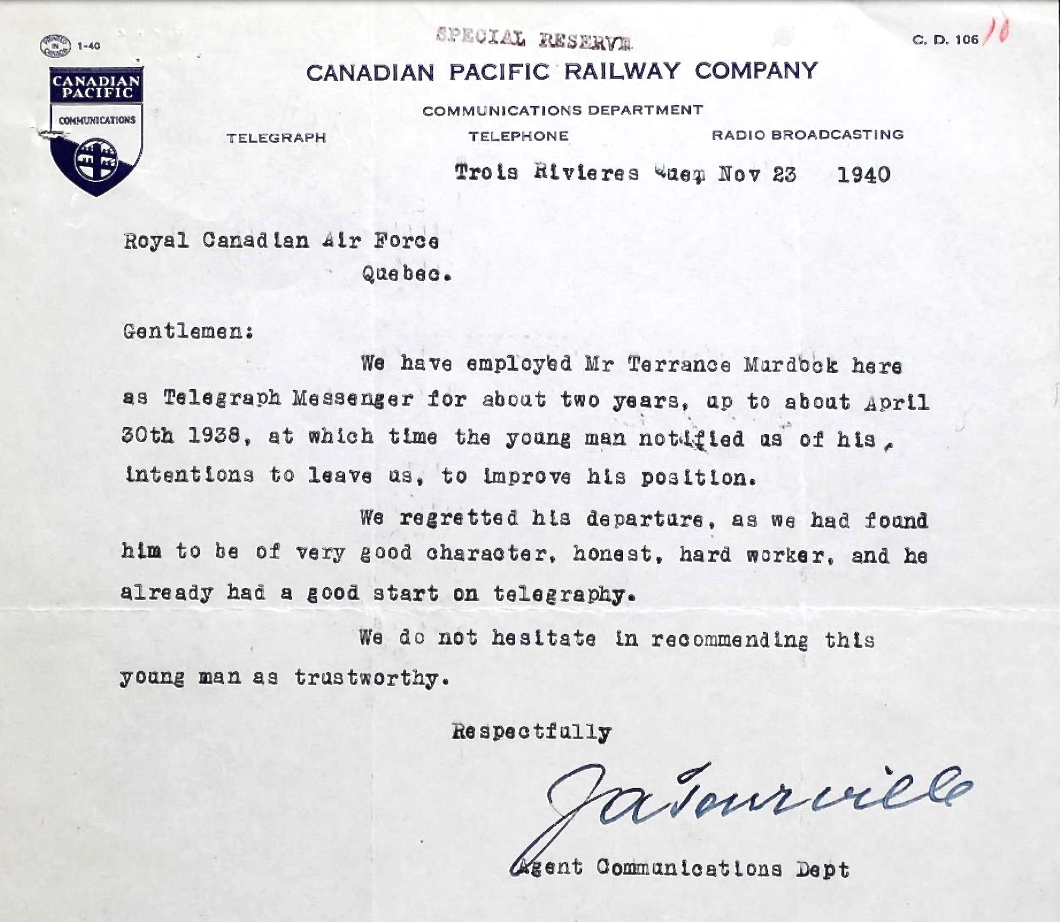 PRINTED IN CANADA 1-40
SPECIAL RESERVE
C. D. 106 10
CANADIAN PACIFIC RAILWAY COMPANY
CANADIAN
PACIFIC
COMMUNICATIONS
COMMUNICATIONS DEPARTMENT
TELEGRAPH TELEPHONE RADIO BROADCASTING
Trois Rivieres Nov 23 1940
Royal Canadian Air Force
Quebec.
Gentlemen:
We have employed Mr Terrance Murdock here
as Telegraph Messenger for about two years, up to about April
30th 1938, at which time the young man notified us of his,
intentions to leave us, to improve his position.
We regretted his departure, as we had found
him to be of very good character, honest, hard worker, and he
already had a good start on telegraphy.
We do not hesitate in recommending this
young man as trustworthy.
Respectfully
JATourville
Agent Communications Dept